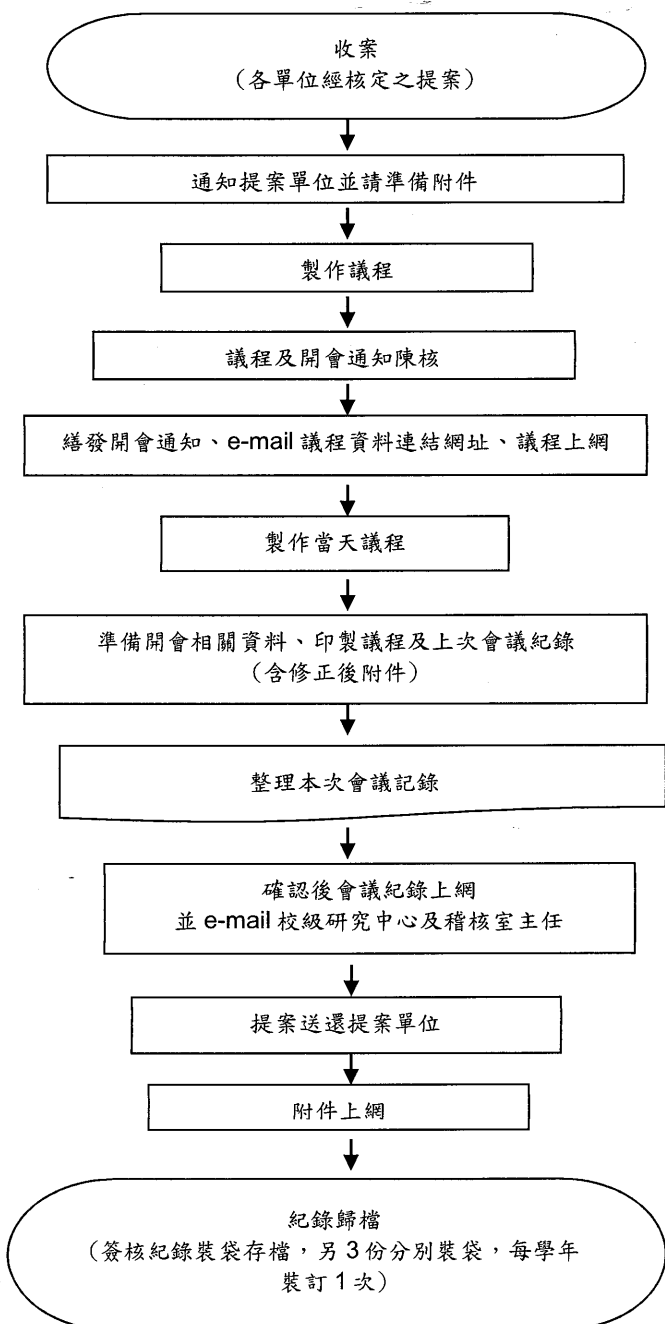 收案
（各單位經核定之提案）
通知提案單位並請準備附件
製作議程
議程及開會通知陳核
繕發開會通知、e-mail 議程資料連結網址、議程上網
製作當天議程
準備開會相關資料、印製議程及上次會議紀錄
（含修正後附件）
整理本次會議記錄
確認後會議紀錄上網
並 e-mail 校級研究中心及稽核室主任
提案送還提案單位
附件上網
紀錄歸檔
（簽核紀錄裝袋存檔，另 3 份分別裝袋，每學年
裝訂 1 次）